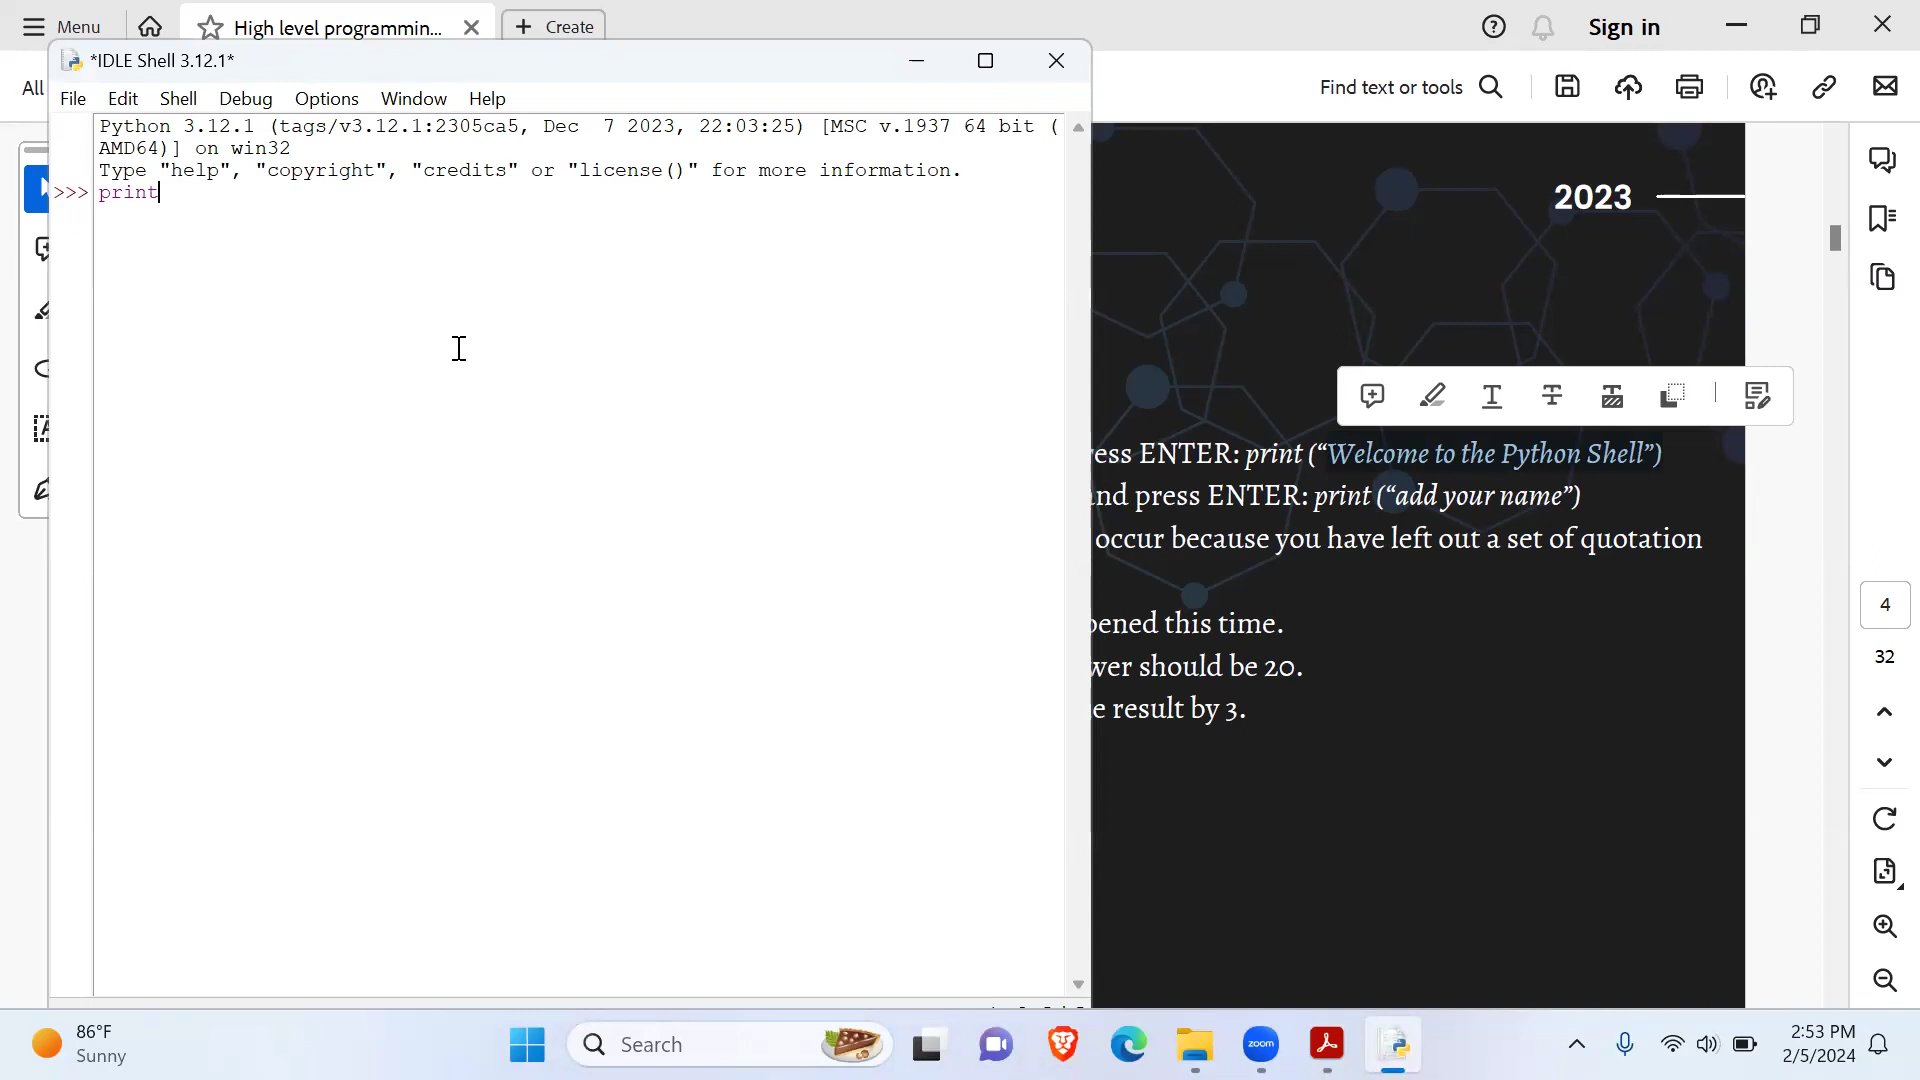 Menu
High level programmin...
Create
Sign in
All
Find text or tools
*IDLE Shell 3.12.1*
File Edit Shell Debug Options Window Help
Python 3.12.1 (tags/v3.12.1:2305ca5, Dec  7 2023, 22:03:25) [MSC v.1937 64 bit (
AMD64)] on win32
Type "help", "copyright", "credits" or "license()" for more information.
>>> print
2023
ess ENTER: print (“Welcome to the Python Shell”)
and press ENTER: print (“add your name”)
occur because you have left out a set of quotation
pened this time.
wer should be 20.
e result by 3.
4
32
86°F
Sunny
Search
zoom
2:53 PM
2/5/2024